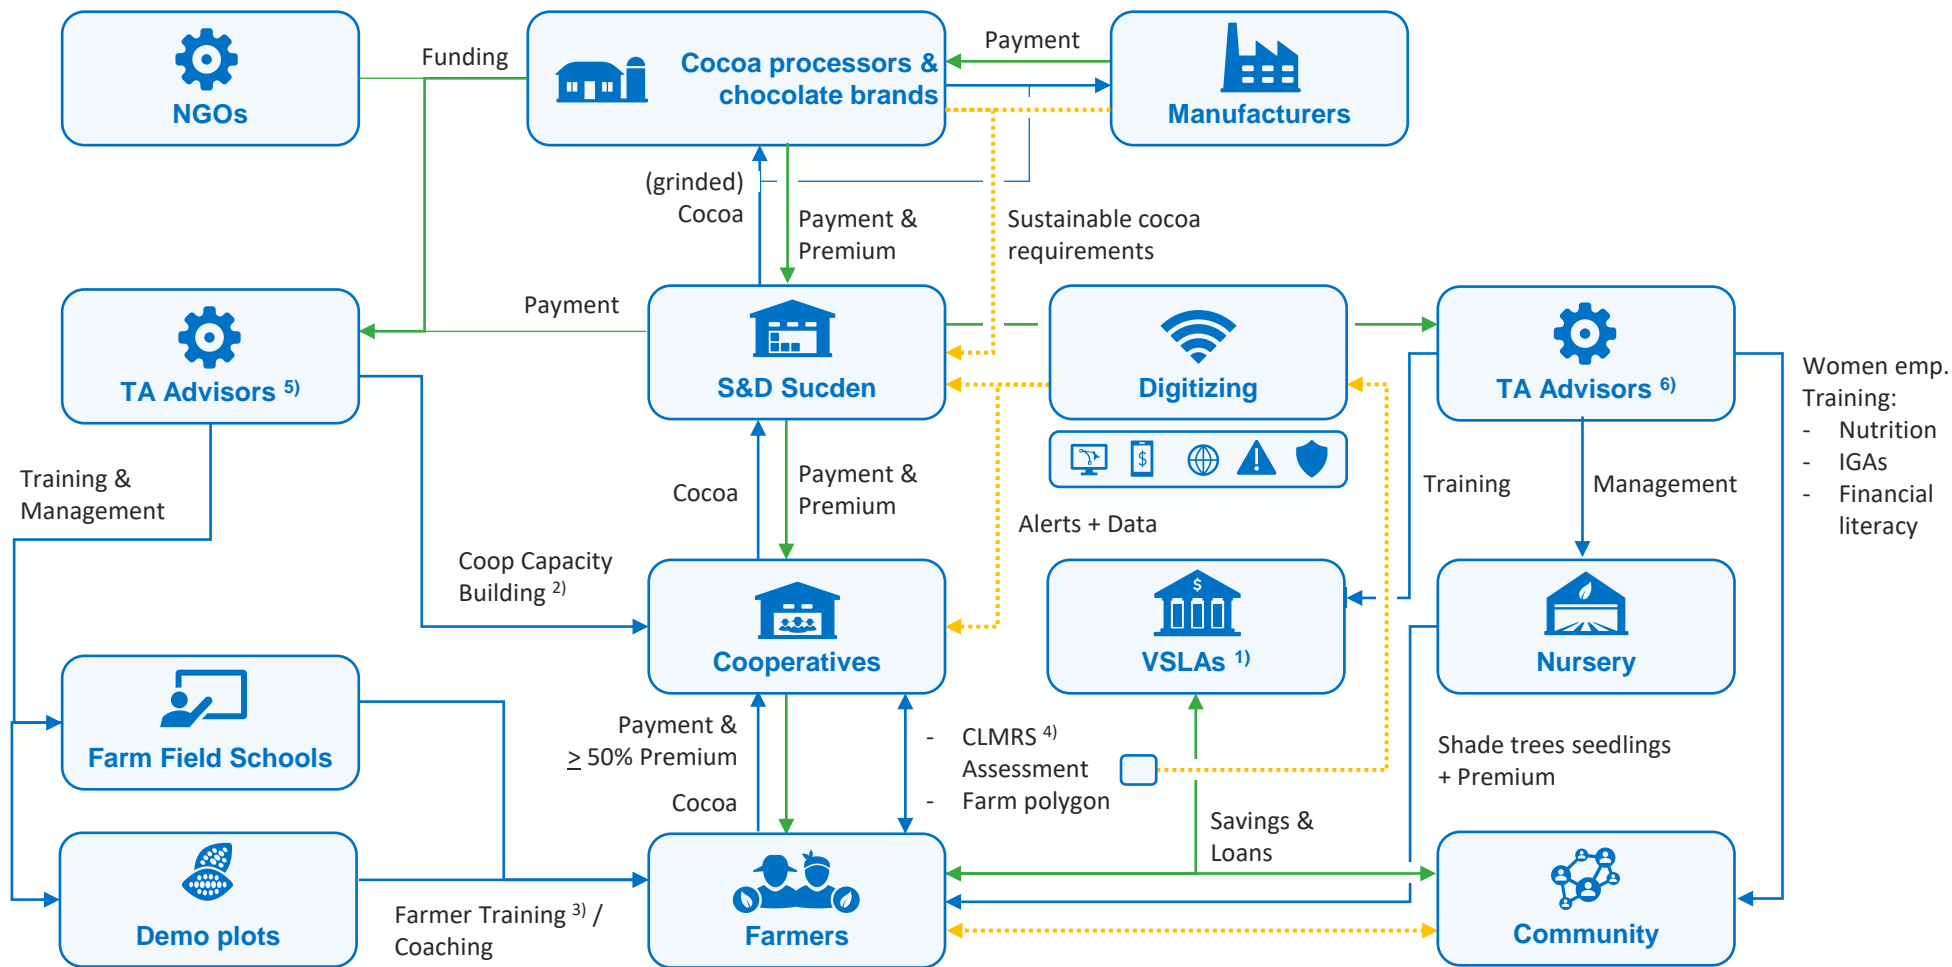 NGOs
Funding
Cocoa processors &
chocolate brands
Payment
Manufacturers
(grinded)
Cocoa
Payment &
Premium
Sustainable cocoa
requirements
TA Advisors 5)
Payment
S&D Sucden
Digitizing
TA Advisors 6)
Women emp.
Training:
- Nutrition
- IGAs
- Financial
literacy
Training &
Management
Cocoa
Payment &
Premium
$
Alerts + Data
Training
Management
Coop Capacity
Building 2)
Cooperatives
$
VSLAs 1)
Nursery
Farm Field Schools
Payment &
≥ 50% Premium
Cocoa
- CLMRS 4)
Assessment
- Farm polygon
Shade trees seedlings
+ Premium
Savings &
Loans
Demo plots
Farmer Training 3) /
Coaching
Farmers
Community